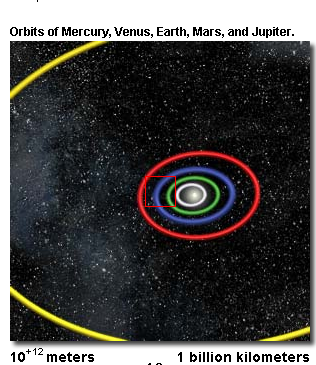 Orbits of Mercury, Venus, Earth, Mars, and Jupiter.
10+12 meters 1 billion kilometers